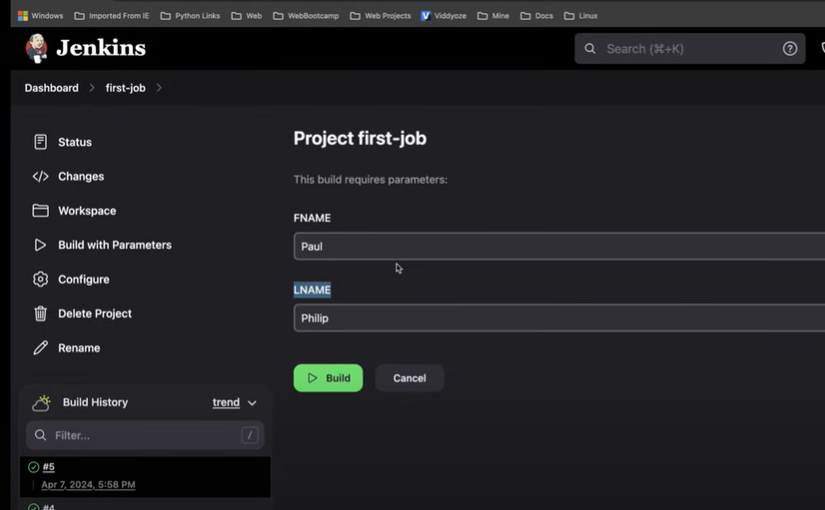 Windows Imported From IE Python Links Web WebBootcamp Web Projects Viddyoze Mine Docs Linux
Jenkins
Search (⌘+K)
Dashboard > first-job >
Status
Changes
Workspace
Build with Parameters
Configure
Delete Project
Rename
Project first-job
This build requires parameters:
FNAME
Paul
LNAME
Philip
Build Cancel
Build History trend
Filter... /
#5
Apr 7, 2024, 5:58 PM
#4